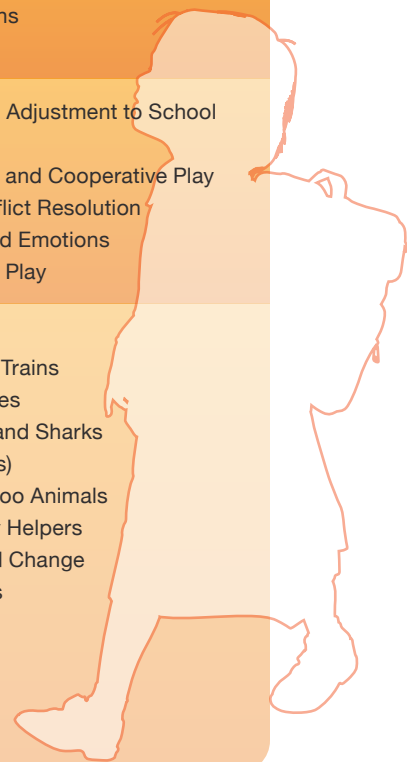 ns
Adjustment to School
and Cooperative Play
flict Resolution
d Emotions
Play
Trains
es
and Sharks
s)
oo Animals
Helpers
l Change
s